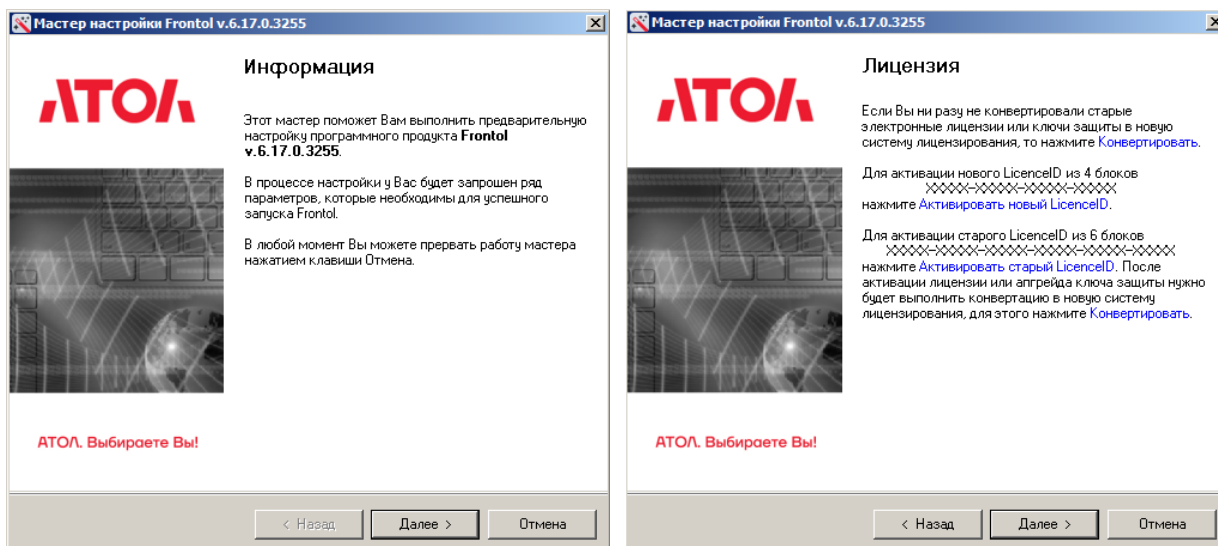 Мастер настройки Frontol v.6.17.0.3255
АТОЛ
Информация
Этот мастер поможет Вам выполнить предварительную
настройку программного продукта Frontol
v.6.17.0.3255.
В процессе настройки у Вас будет запрошен ряд
параметров, которые необходимы для успешного
запуска Frontol.
В любой момент Вы можете прервать работу мастера
нажатием клавиши Отмена.
АТОЛ. Выбираете Вы!
< Назад
Далее >
Отмена
Мастер настройки Frontol v.6.17.0.3255
АТОЛ
Лицензия
Если Вы ни разу не конвертировали старые
электронные лицензии или ключи защиты в новую
систему лицензирования, то нажмите Конвертировать.
Для активации нового LicenceID из 4 блоков
XXXXX-XXXXX-XXXXX-XXXXX
нажмите Активировать новый LicenceID.
Для активации старого LicenceID из 6 блоков
XXXXX-XXXXX-XXXXX-XXXXX-XXXXX-XXXXX
нажмите Активировать старый LicenceID. После
активации лицензии или апгрейда ключа защиты нужно
будет выполнить конвертацию в новую систему
лицензирования, для этого нажмите Конвертировать.
АТОЛ. Выбираете Вы!
< Назад
Далее >
Отмена